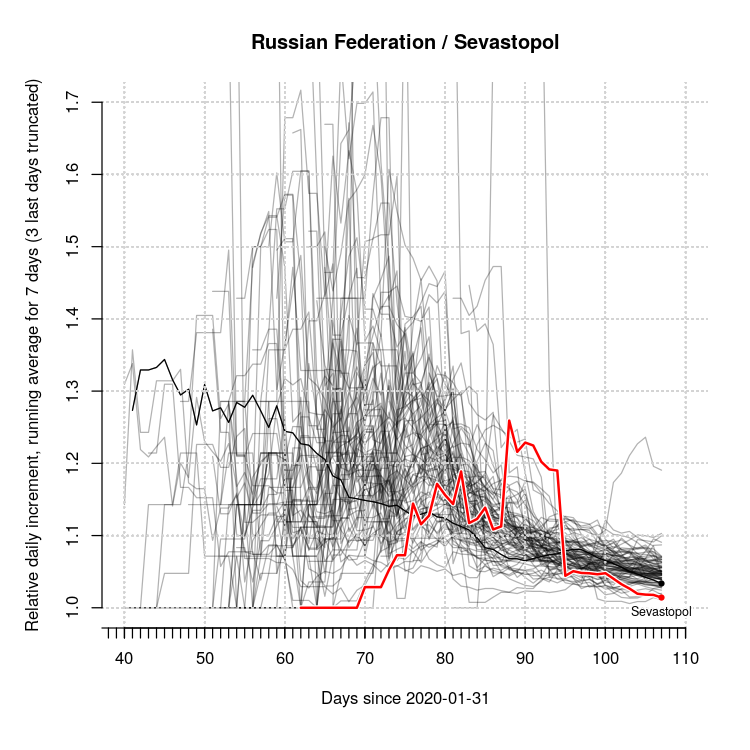 Russian Federation / Sevastopol
Relative daily increment, running average for 7 days (3 last days truncated)
1.7
1.6
1.5
1.4
1.3
1.2
1.1
1.0
Sevastopol
40 50 60 70 80 90 100 110
Days since 2020-01-31